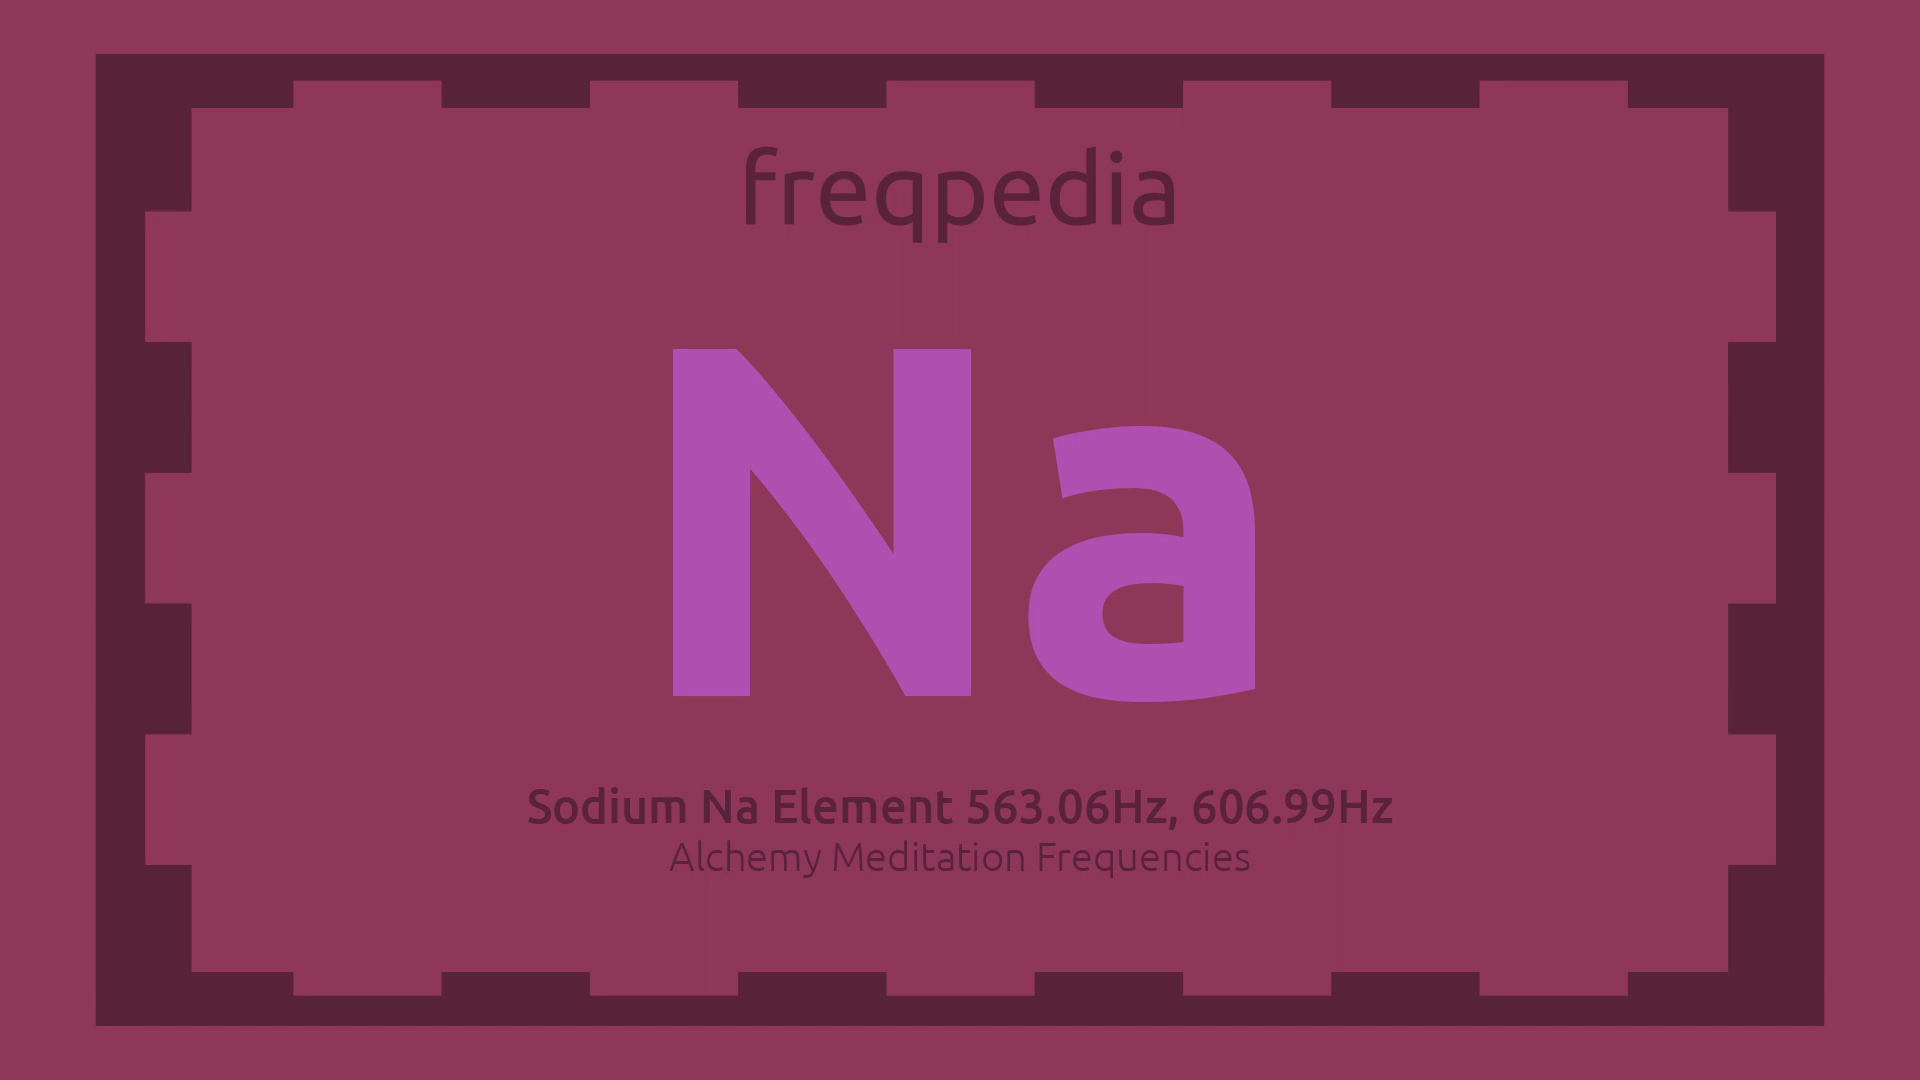 freqpedia
Na
Sodium Na Element 563.06Hz, 606.99Hz
Alchemy Meditation Frequencies